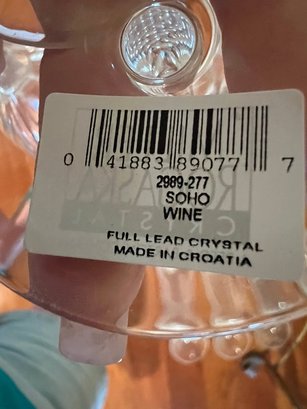 0 41883 89077 7
2989-277
SOHO
WINE
FULL LEAD CRYSTAL
MADE IN CROATIA